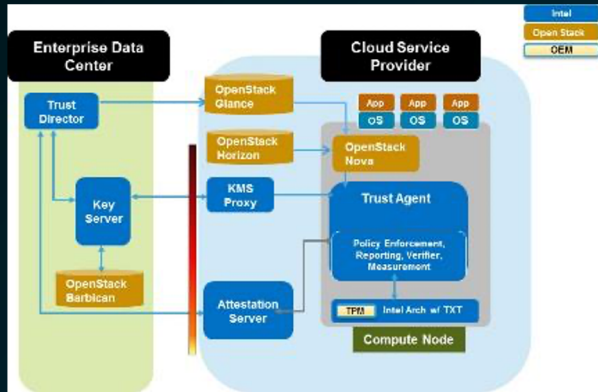 Intel
Open Stack
OEM
Enterprise Data
Center
Cloud Service
Provider
Trust
Director
OpenStack
Glance
App
App
App
OS
OS
OS
OpenStack
Horizon
OpenStack
Nova
Key
Server
KMS
Proxy
Trust Agent
Policy Enforcement,
Reporting, Verifier,
Measurement
OpenStack
Barbican
Attestation
Server
TPM
Intel Arch w/ TXT
Compute Node